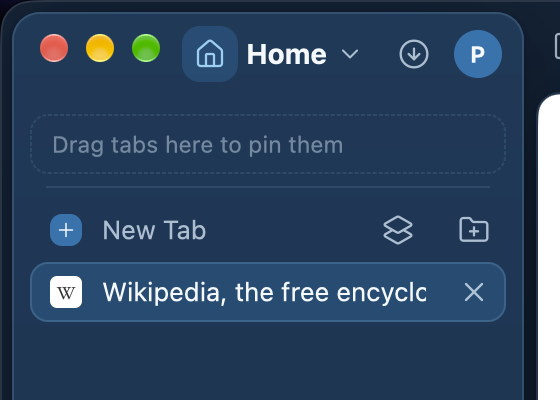 Home
P
Drag tabs here to pin them
New Tab
W
Wikipedia, the free encyclo